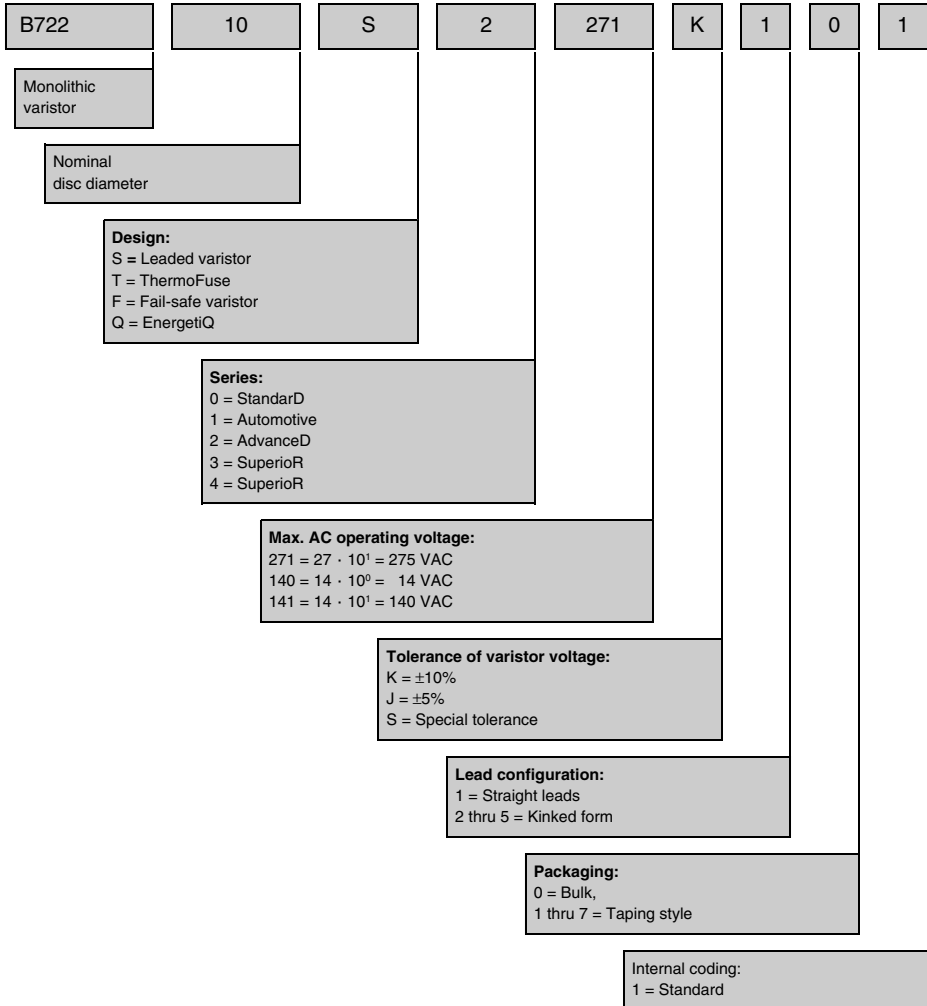 B722 10 S 2 271 K 1 0 1
Monolithic
varistor
Nominal
disc diameter
Design:
S = Leaded varistor
T = ThermoFuse
F = Fail-safe varistor
Q = EnergetiQ
Series:
0 = StandarD
1 = Automotive
2 = AdvanceD
3 = SuperioR
4 = SuperioR
Max. AC operating voltage:
271 = 27 · 10¹ = 275 VAC
140 = 14 · 10⁰ = 14 VAC
141 = 14 · 10¹ = 140 VAC
Tolerance of varistor voltage:
K = ±10%
J = ±5%
S = Special tolerance
Lead configuration:
1 = Straight leads
2 thru 5 = Kinked form
Packaging:
0 = Bulk,
1 thru 7 = Taping style
Internal coding:
1 = Standard